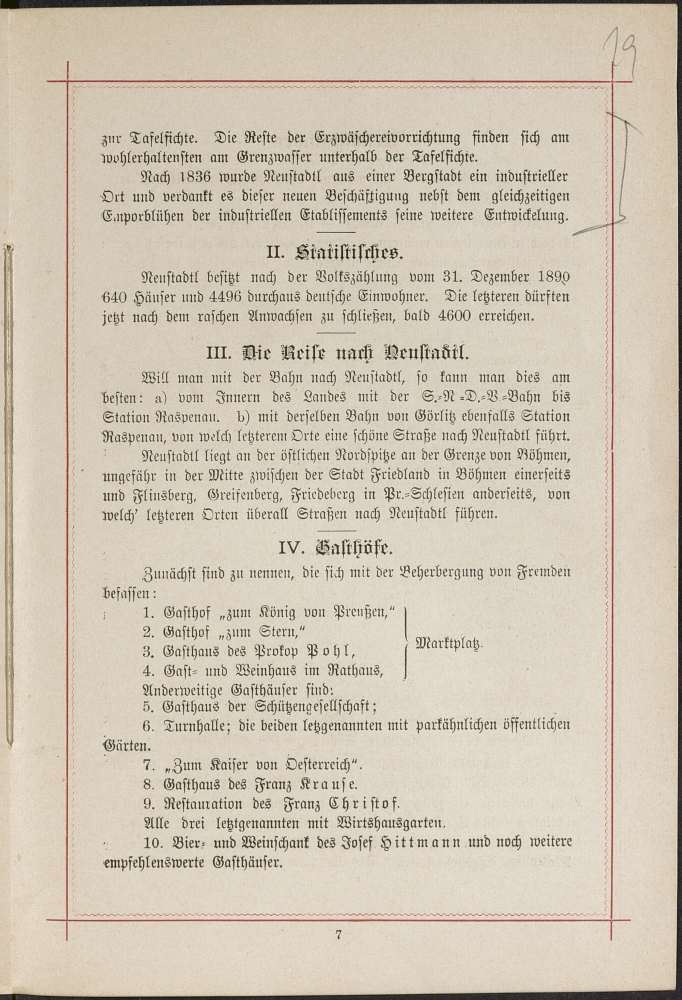 19
zur Tafelfichte. Die Reste der Erzwäschereivorrichtung finden sich am
wohlerhaltensten am Grenzwasser unterhalb der Tafelfichte.
Nach 1836 wurde Neustadtl aus einer Bergstadt ein industrieller
Ort und verdankt es dieser neuen Beschäftigung nebst dem gleichzeitigen
Emporblühen der industriellen Etablissements seine weitere Entwickelung.
II. Statistisches.
Neustadtl besitzt nach der Volkszählung vom 31. Dezember 1890
640 Häuser und 4496 durchaus deutsche Einwohner. Die letzteren dürften
jetzt nach dem raschen Anwachsen zu schließen, bald 4600 erreichen.
III. Die Reise nach Neustadtl.
Will man mit der Bahn nach Neustadtl, so kann man dies am
besten: a) vom Innern des Landes mit der S.-N.-D.-V.-Bahn bis
Station Raspenau. b) mit derselben Bahn von Görlitz ebenfalls Station
Raspenau, von welch letzterem Orte eine schöne Straße nach Neustadtl führt.
Neustadtl liegt an der östlichen Nordspitze an der Grenze von Böhmen,
ungefähr in der Mitte zwischen der Stadt Friedland in Böhmen einerseits
und Flinsberg, Greifenberg, Friedeberg in Pr.-Schlesien anderseits, von
welch' letzteren Orten überall Straßen nach Neustadtl führen.
IV. Gasthöfe.
Zunächst sind zu nennen, die sich mit der Beherbergung von Fremden
befassen:
1. Gasthof „zum König von Preußen,"
2. Gasthof „zum Stern,"
3. Gasthaus des Prokop Pohl,
4. Gast- und Weinhaus im Rathaus,
Marktplatz.
Anderweitige Gasthäuser sind:
5. Gasthaus der Schützengesellschaft;
6. Turnhalle; die beiden letzgenannten mit parkähnlichen öffentlichen
Gärten.
7. „Zum Kaiser von Oesterreich".
8. Gasthaus des Franz Krause.
9. Restauration des Franz Christof.
Alle drei letztgenannten mit Wirtshausgarten.
10. Bier- und Weinschank des Josef Hittmann und noch weitere
empfehlenswerte Gasthäuser.
7